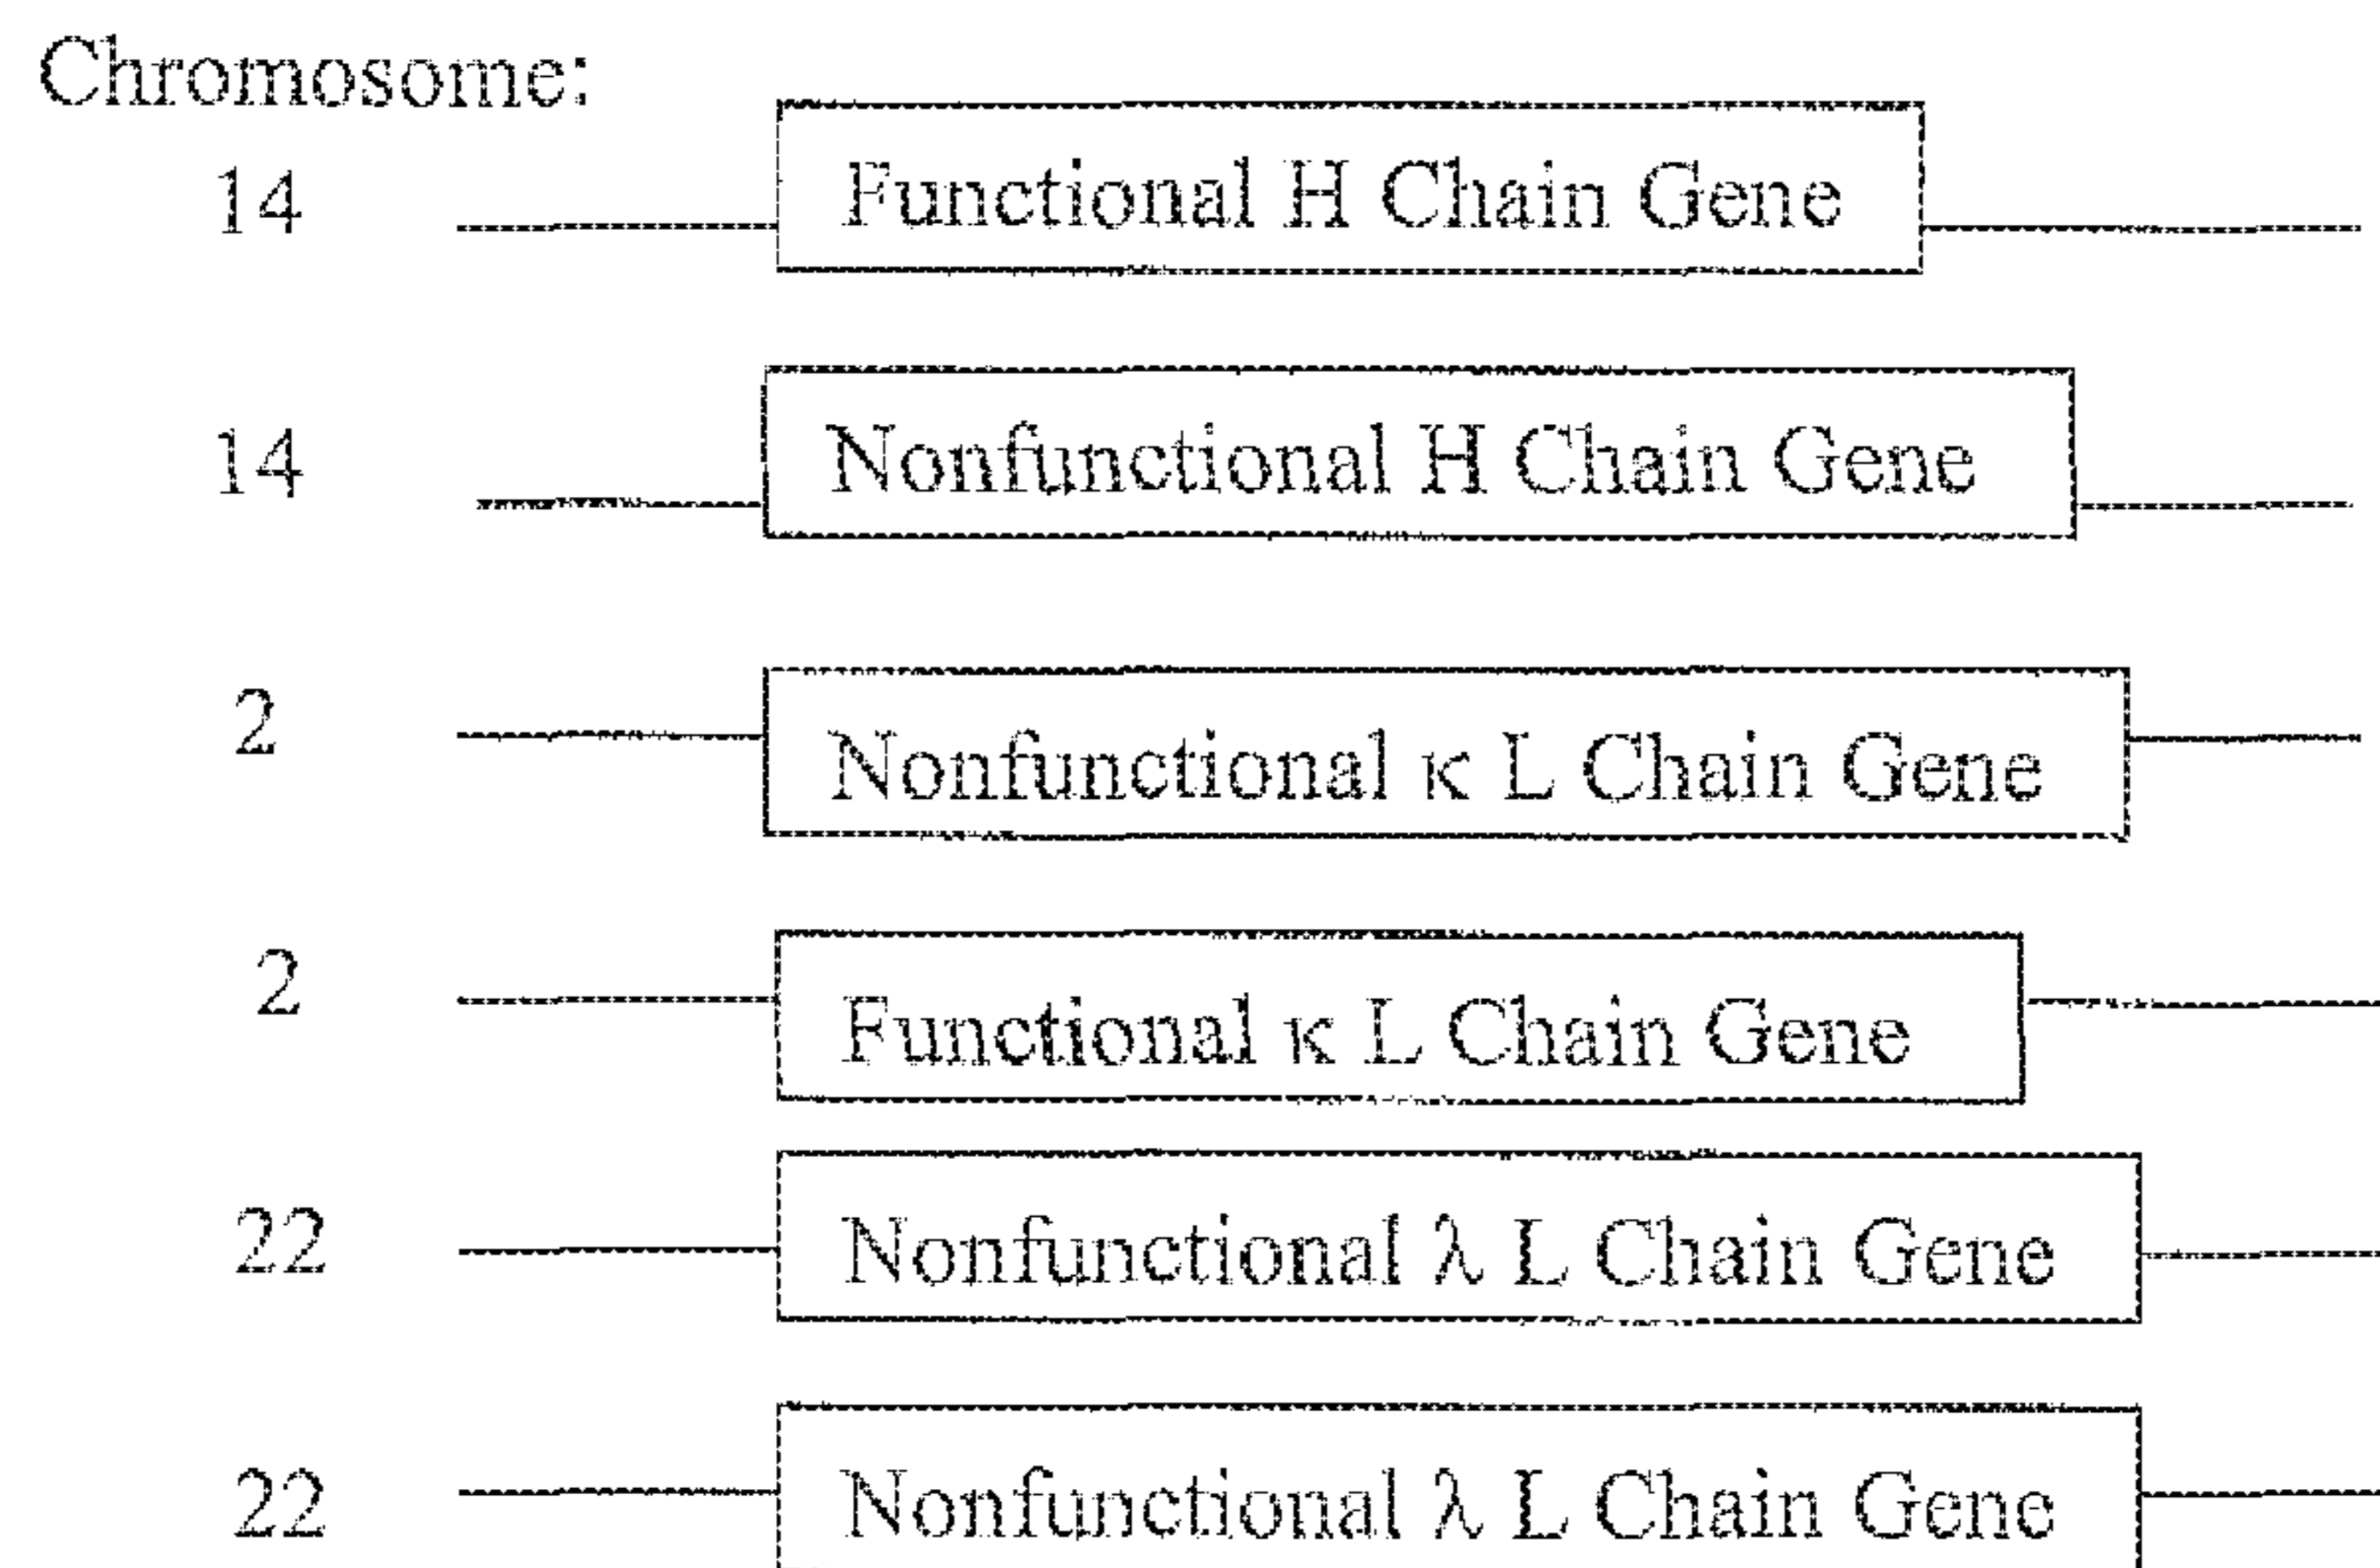 Chromosome:
14 Functional H Chain Gene
14 Nonfunctional H Chain Gene
2 Nonfunctional κ L Chain Gene
2 Functional κ L Chain Gene
22 Nonfunctional λ L Chain Gene
22 Nonfunctional λ L Chain Gene